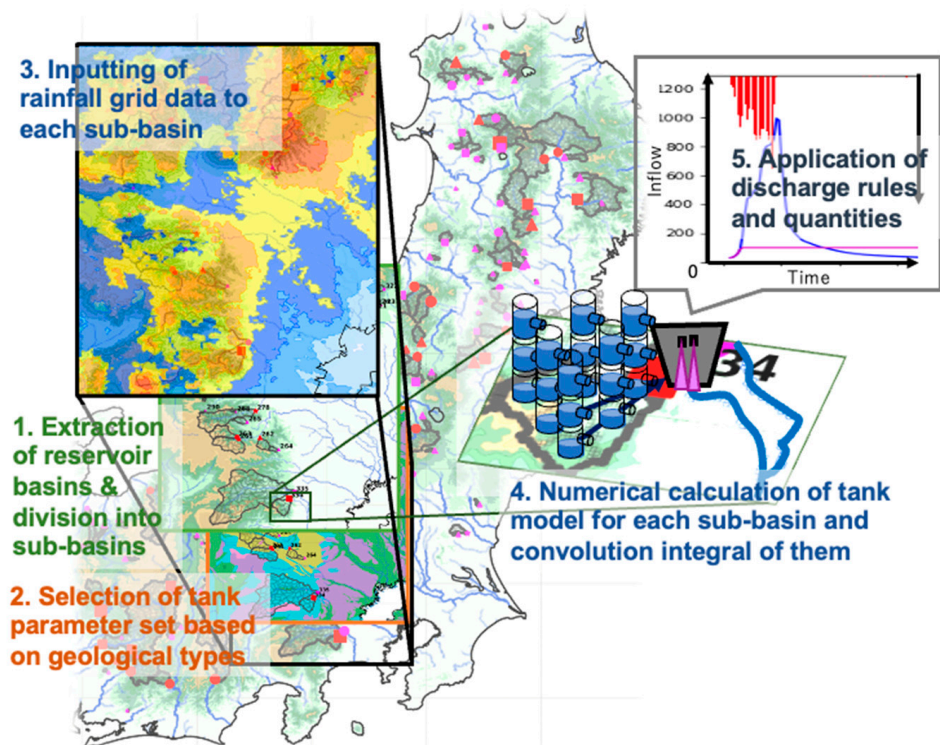 3. Inputting of
rainfall grid data to
each sub-basin
1. Extraction
of reservoir
basins &
division into
sub-basins
2. Selection of tank
parameter set based
on geological types
4. Numerical calculation of tank
model for each sub-basin and
convolution integral of them
5. Application of
discharge rules
and quantities
1200
1000
800
600
400
200
0
Inflow
Time
34
278
264
335